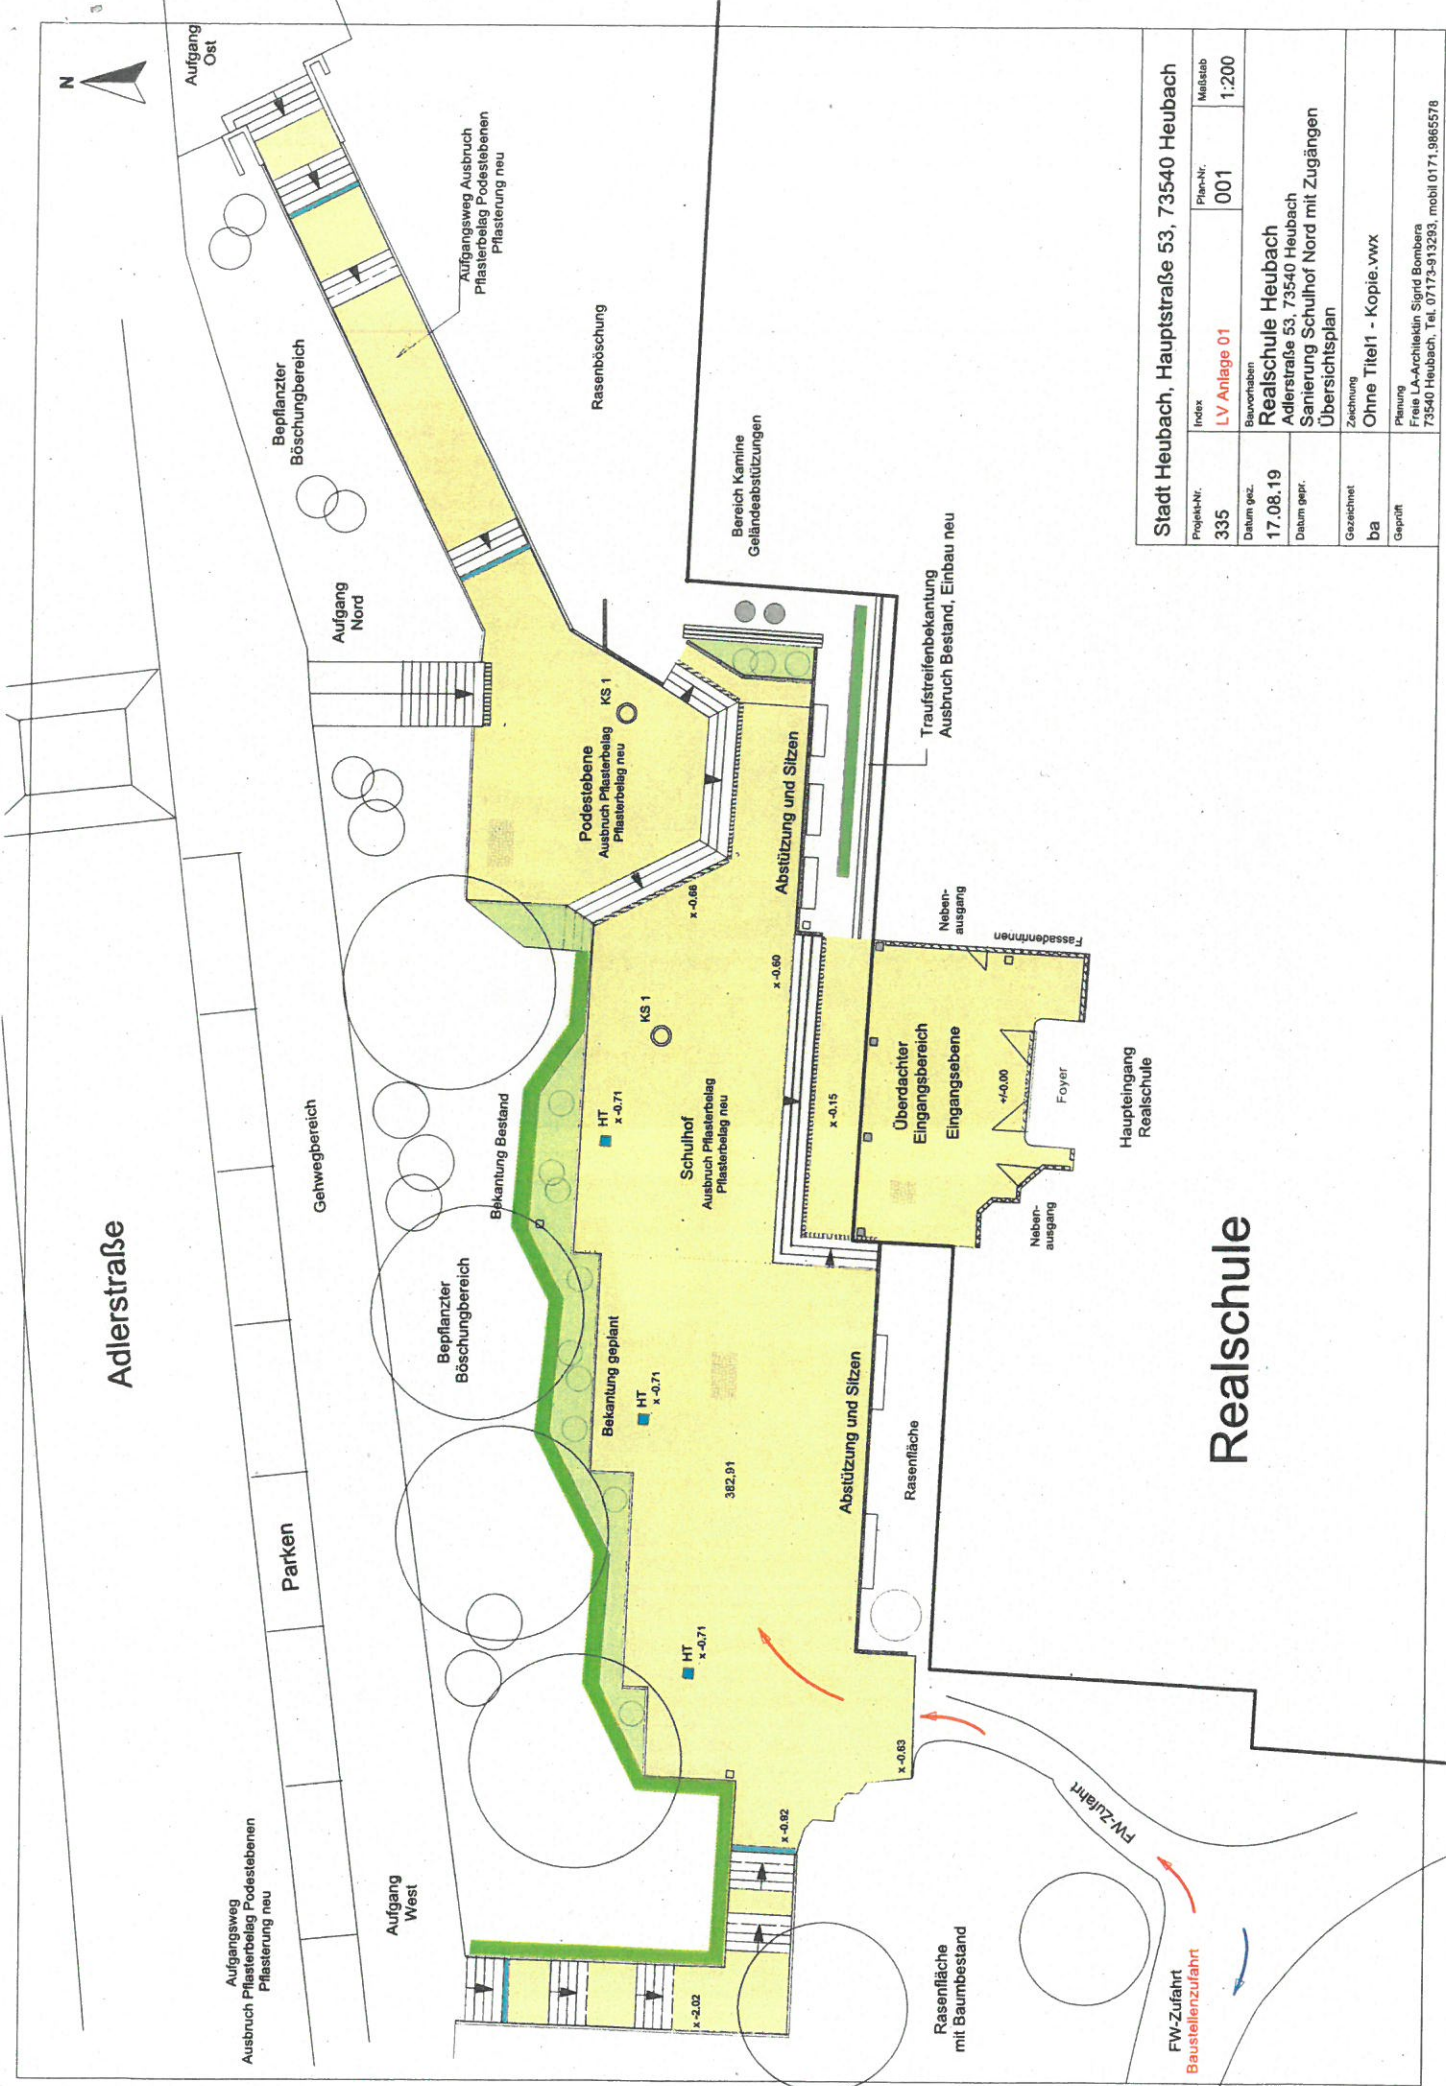 N
Aufgang
Ost
Aufgangsweg Ausbruch
Pflasterbelag Podestebenen
Pflasterung neu
Bepflanzter
Böschungbereich
Rasenböschung
Aufgang
Nord
Bereich Kamine
Geländeabstützungen
Traufstreifenbekantung
Ausbruch Bestand, Einbau neu
Podestebene
Ausbruch Pflasterbelag
Pflasterbelag neu
KS 1
x -0.66
Abstützung und Sitzen
x -0.60
Neben-
ausgang
Fassadenrinnen
KS 1
HT
x -0.71
Schulhof
Ausbruch Pflasterbelag
Pflasterbelag neu
x -0.15
Überdachter
Eingangsbereich
Eingangsebene
+/-0.00
Foyer
Haupteingang
Realschule
Neben-
ausgang
Adlerstraße
Gehwegbereich
Bekantung Bestand
Bepflanzter
Böschungbereich
Bekantung geplant
HT
x -0.71
382,91
Abstützung und Sitzen
Rasenfläche
Realschule
Parken
HT
x -0.71
x -0.63
x -0.92
FW-Zufahrt
Aufgangsweg
Ausbruch Pflasterbelag Podestebenen
Pflasterung neu
Aufgang
West
x -2.02
Rasenfläche
mit Baumbestand
FW-Zufahrt
Baustellenzufahrt
Stadt Heubach, Hauptstraße 53, 73540 Heubach
Projekt-Nr.
335
Index
LV Anlage 01
Plan-Nr.
001
Maßstab
1:200
Datum gez.
17.08.19
Datum gepr.
Bauvorhaben
Realschule Heubach
Adlerstraße 53, 73540 Heubach
Sanierung Schulhof Nord mit Zugängen
Übersichtsplan
Gezeichnet
ba
Zeichnung
Ohne Titel1 - Kopie.vwx
Geprüft
Planung
Freie LA-Architektin Sigrid Bombera
73540 Heubach, Tel. 07173-913293, mobil 0171.9865578